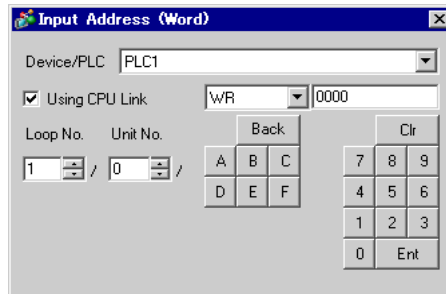 Input Address (Word)
Device/PLC PLC1
Using CPU Link WR 0000
Loop No. Unit No. Back Clr
1 / 0 / A B C 7 8 9
D E F 4 5 6
1 2 3
0 Ent